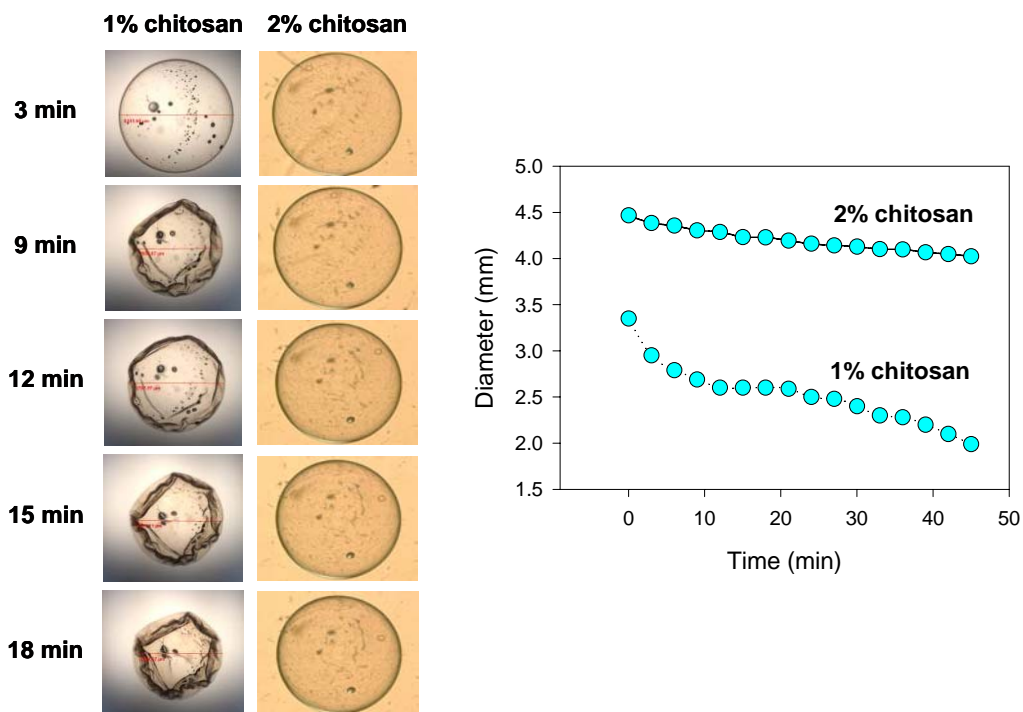 1% chitosan 2% chitosan
3 min
9 min
12 min
15 min
18 min
5.0
4.5
4.0
3.5
3.0
2.5
2.0
1.5
Diameter (mm)
2% chitosan
1% chitosan
0 10 20 30 40 50
Time (min)